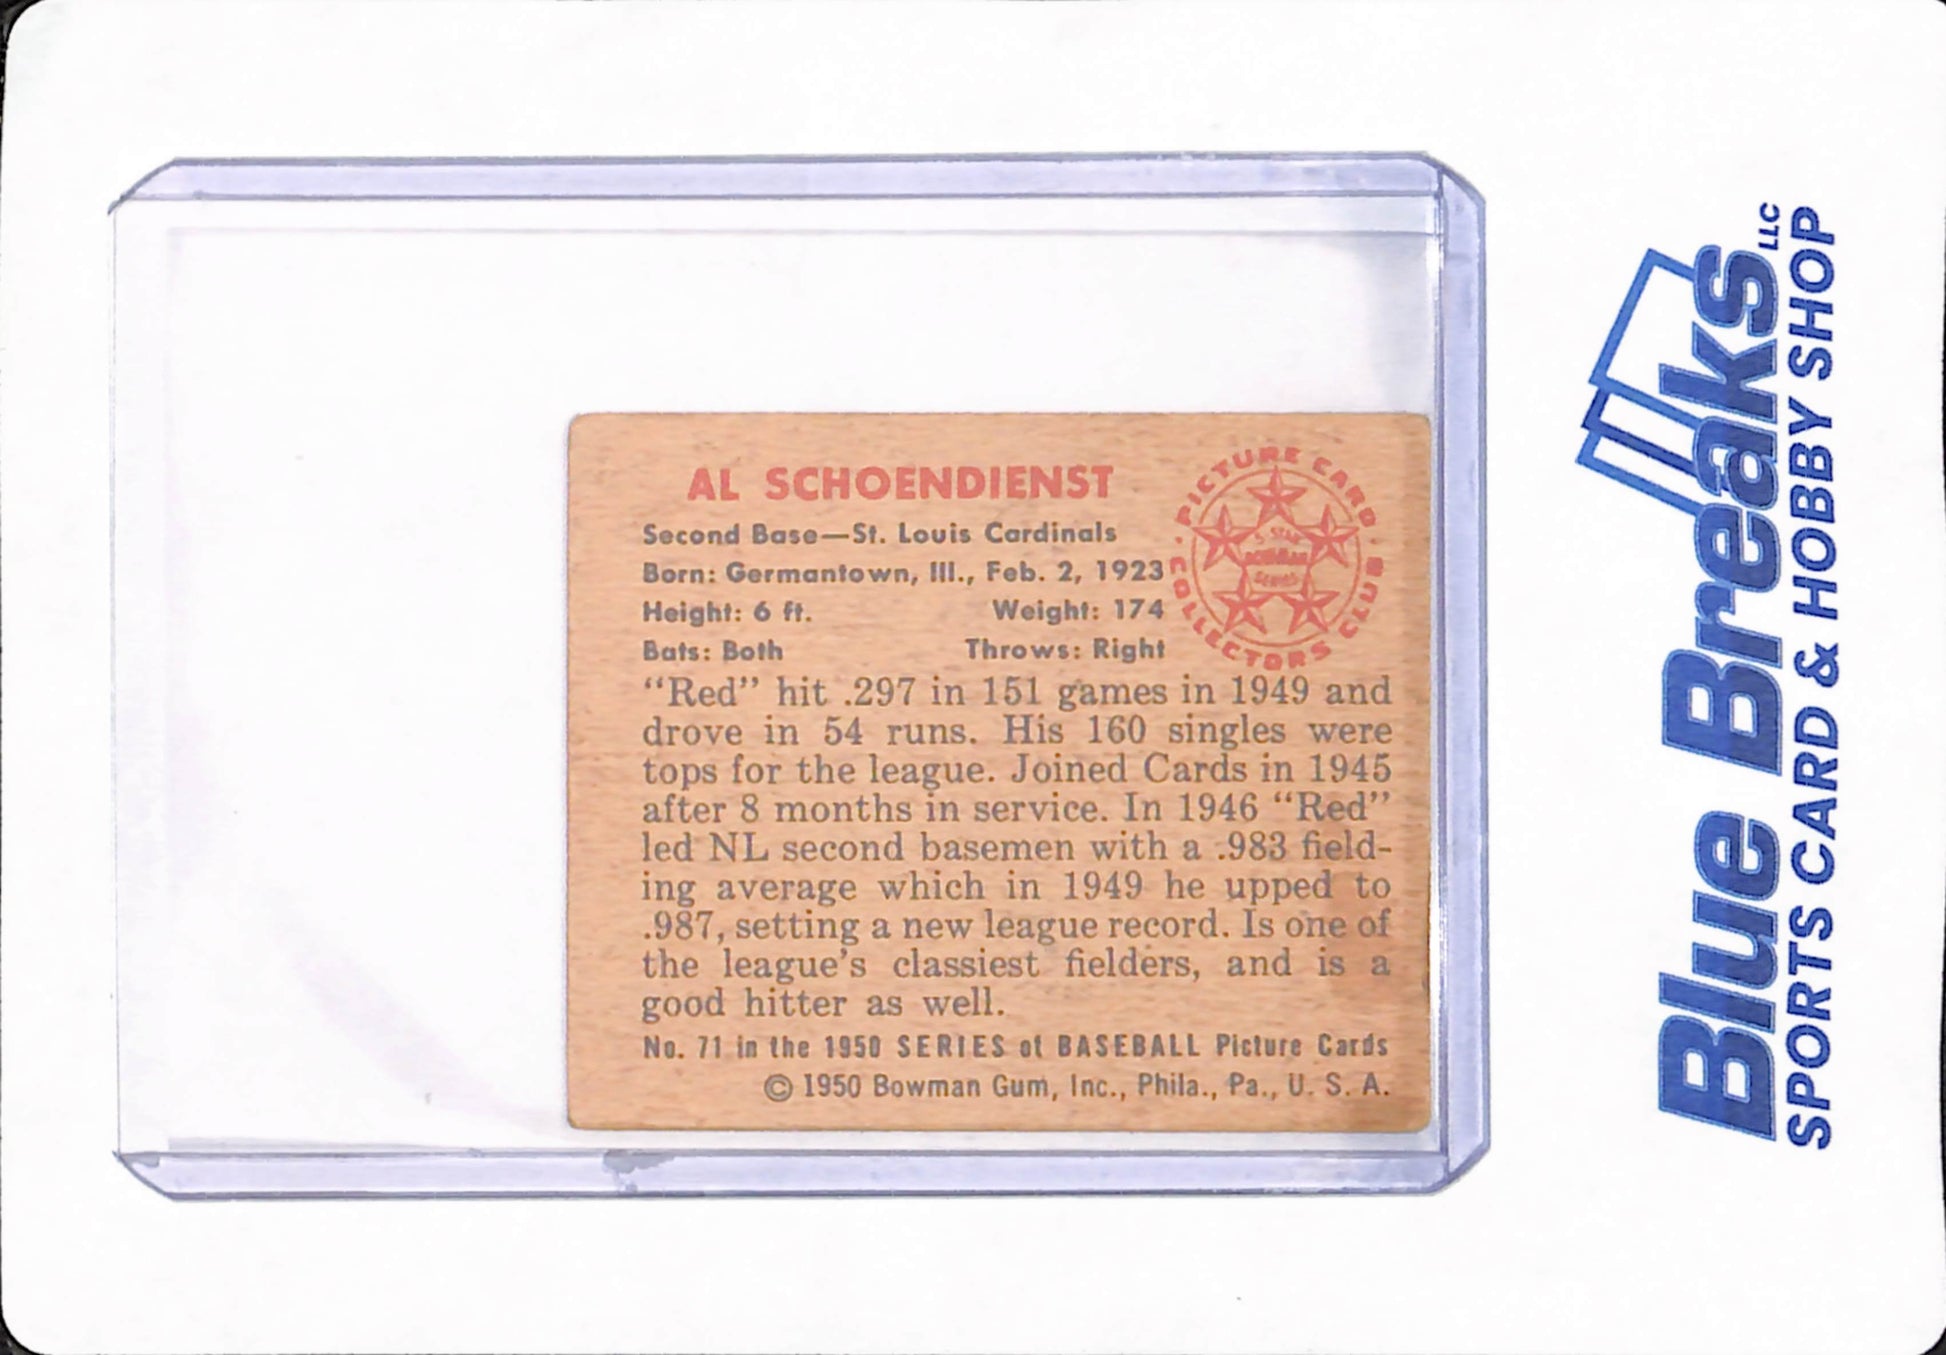 AL SCHOENDIENST
Second Base—St. Louis Cardinals
Born: Germantown, Ill., Feb. 2, 1923
Height: 6 ft. Weight: 174
Bats: Both Throws: Right
PICTURE CARD
COLLECTORS CLUB
5 STAR
BOWMAN
SERIES
"Red" hit .297 in 151 games in 1949 and
drove in 54 runs. His 160 singles were
tops for the league. Joined Cards in 1945
after 8 months in service. In 1946 "Red"
led NL second basemen with a .983 field-
ing average which in 1949 he upped to
.987, setting a new league record. Is one of
the league's classiest fielders, and is a
good hitter as well.
No. 71 in the 1950 SERIES of BASEBALL Picture Cards
© 1950 Bowman Gum, Inc., Phila., Pa., U. S. A.
Blue Breaks LLC
SPORTS CARD & HOBBY SHOP